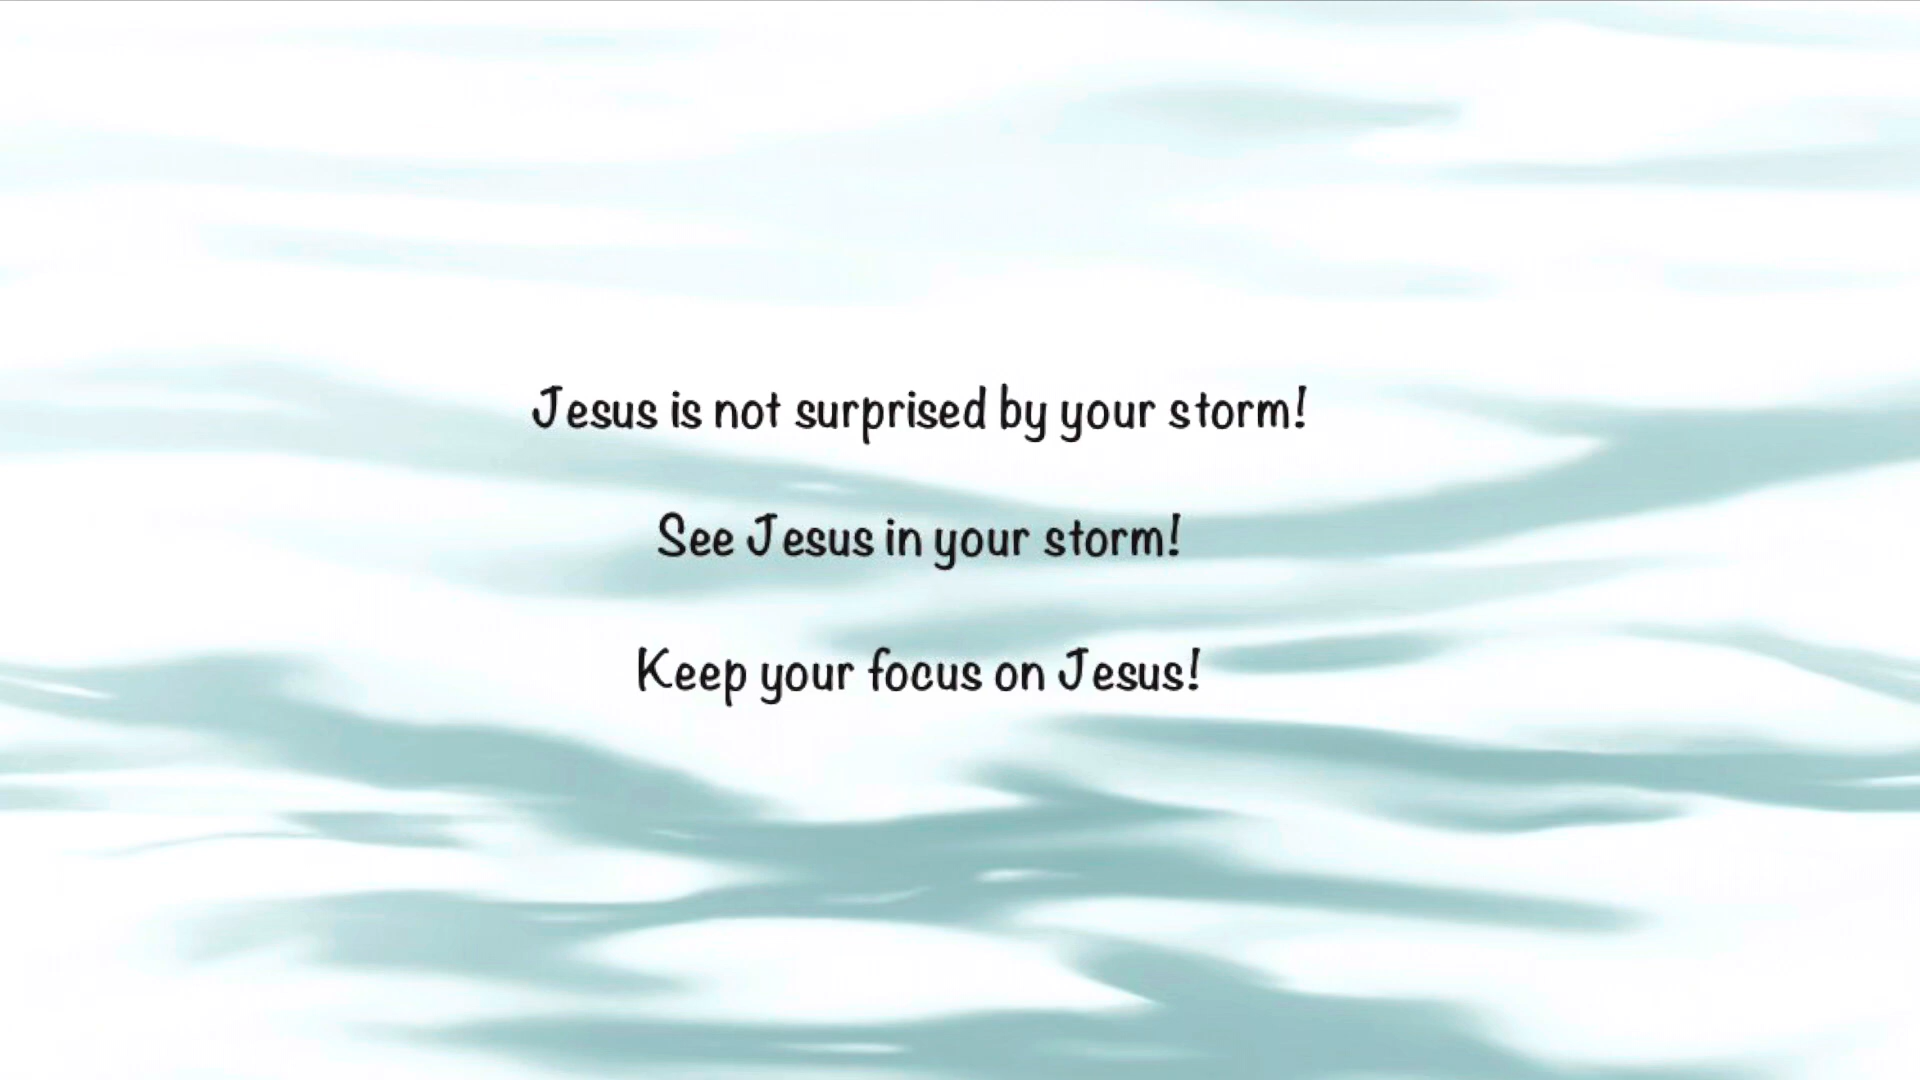 Jesus is not surprised by your storm!
See Jesus in your storm!
Keep your focus on Jesus!